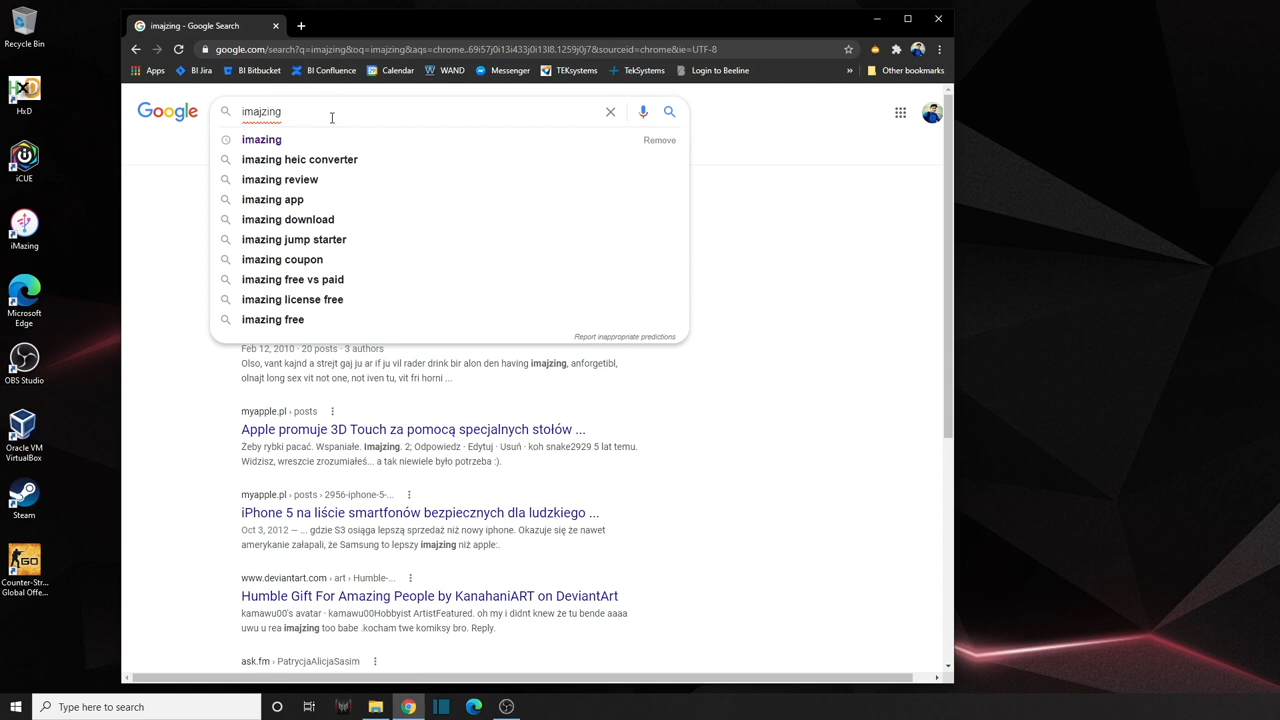 Recycle Bin
HxD
iCUE
iMazing
Microsoft
Edge
OBS Studio
Oracle VM
VirtualBox
Steam
Counter-Str...
Global Offe...
imajzing - Google Search
google.com/search?q=imajzing&oq=imajzing&aqs=chrome..69i57j0i13i433j0i13l8.1259j0j7&sourceid=chrome&ie=UTF-8
Apps BI Jira BI Bitbucket BI Confluence Calendar WAND Messenger TEKsystems TekSystems Login to Beeline » Other bookmarks
Google
imajzing
imazing Remove
imazing heic converter
imazing review
imazing app
imazing download
imazing jump starter
imazing coupon
imazing free vs paid
imazing license free
imazing free
Report inappropriate predictions
Feb 12, 2010 · 20 posts · 3 authors
Olso, vant kajnd a strejt gaj ju ar if ju vil rader drink bir alon den having imajzing, anforgetibl,
olnajt long sex vit not one, not iven tu, vit fri horni ...
myapple.pl › posts
Apple promuje 3D Touch za pomocą specjalnych stołów ...
Żeby rybki pacać. Wspaniałe. Imajzing. 2; Odpowiedz · Edytuj · Usuń · koh snake2929 5 lat temu.
Widzisz, wreszcie zrozumiałeś... a tak niewiele było potrzeba :).
myapple.pl › posts › 2956-iphone-5-...
iPhone 5 na liście smartfonów bezpiecznych dla ludzkiego ...
Oct 3, 2012 — ... gdzie S3 osiąga lepszą sprzedaż niż nowy iphone. Okazuje się że nawet
amerykanie załapali, że Samsung to lepszy imajzing niż apple:.
www.deviantart.com › art › Humble-...
Humble Gift For Amazing People by KanahaniART on DeviantArt
kamawu00's avatar · kamawu00Hobbyist ArtistFeatured. oh my i didnt knew że tu bende aaaa
uwu u rea imajzing too babe .kocham twe komiksy bro. Reply.
ask.fm › PatrycjaAlicjaSasim
Type here to search